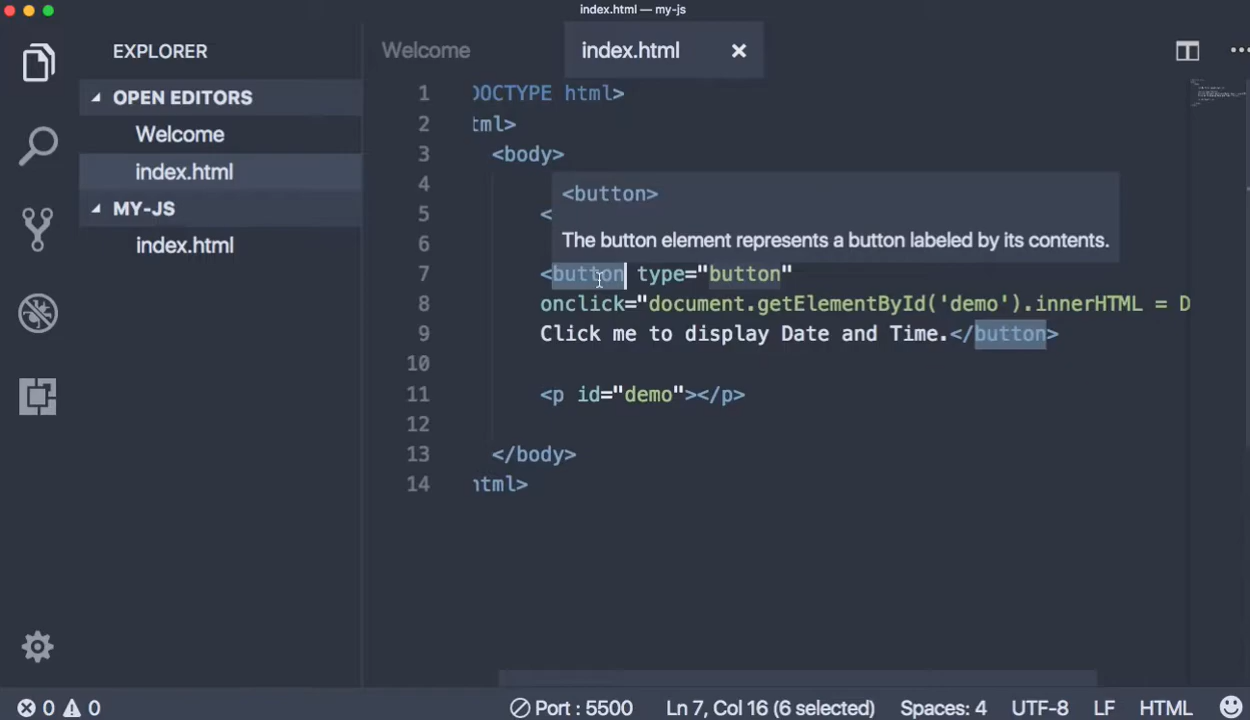 index.html — my-js
EXPLORER
OPEN EDITORS
Welcome
index.html
MY-JS
index.html
Welcome
index.html ×
1 DOCTYPE html>
2 tml>
3 <body>
4
5 <
6
<button>
The button element represents a button labeled by its contents.
7 <button type="button"
8 onclick="document.getElementById('demo').innerHTML = D
9 Click me to display Date and Time.</button>
10
11 <p id="demo"></p>
12
13 </body>
14 html>
0 0 Port : 5500 Ln 7, Col 16 (6 selected) Spaces: 4 UTF-8 LF HTML